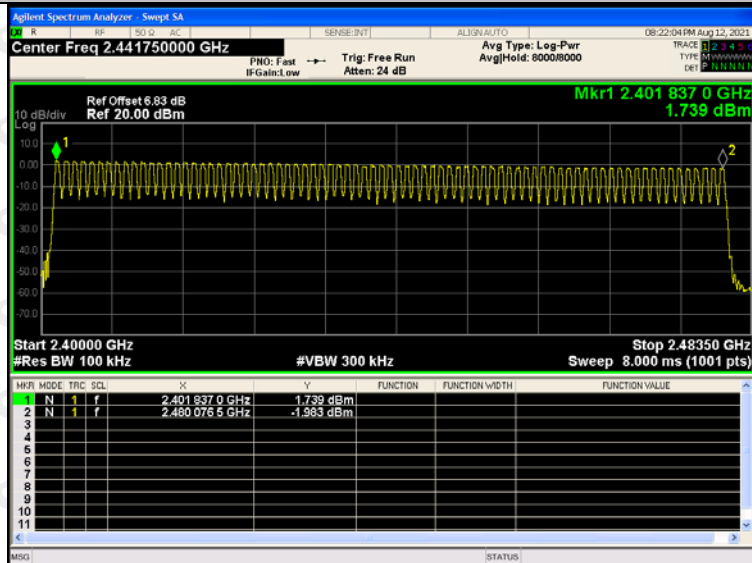 Agilent Spectrum Analyzer - Swept SA
R RF 50 Ω AC SENSE:INT ALIGN AUTO 08:22:04 PM Aug 12, 2021
Center Freq 2.441750000 GHz
PNO: Fast IFGain:Low
Trig: Free Run
Atten: 24 dB
Avg Type: Log-Pwr
Avg|Hold: 8000/8000
TRACE 1 2 3 4 5
TYPE M
DET P N N N N
Mkr1 2.401 837 0 GHz
1.739 dBm
Ref Offset 6.83 dB
10 dB/div Ref 20.00 dBm
Log
1
2
10.0
0.00
-10.0
-20.0
-30.0
-40.0
-50.0
-60.0
-70.0
Start 2.40000 GHz Stop 2.48350 GHz
#Res BW 100 kHz #VBW 300 kHz Sweep 8.000 ms (1001 pts)
MKR MODE TRC SCL X Y FUNCTION FUNCTION WIDTH FUNCTION VALUE
1 N 1 f 2.401 837 0 GHz 1.739 dBm
2 N 1 f 2.480 076 5 GHz -1.983 dBm
3
4
5
6
7
8
9
10
11
MSG STATUS